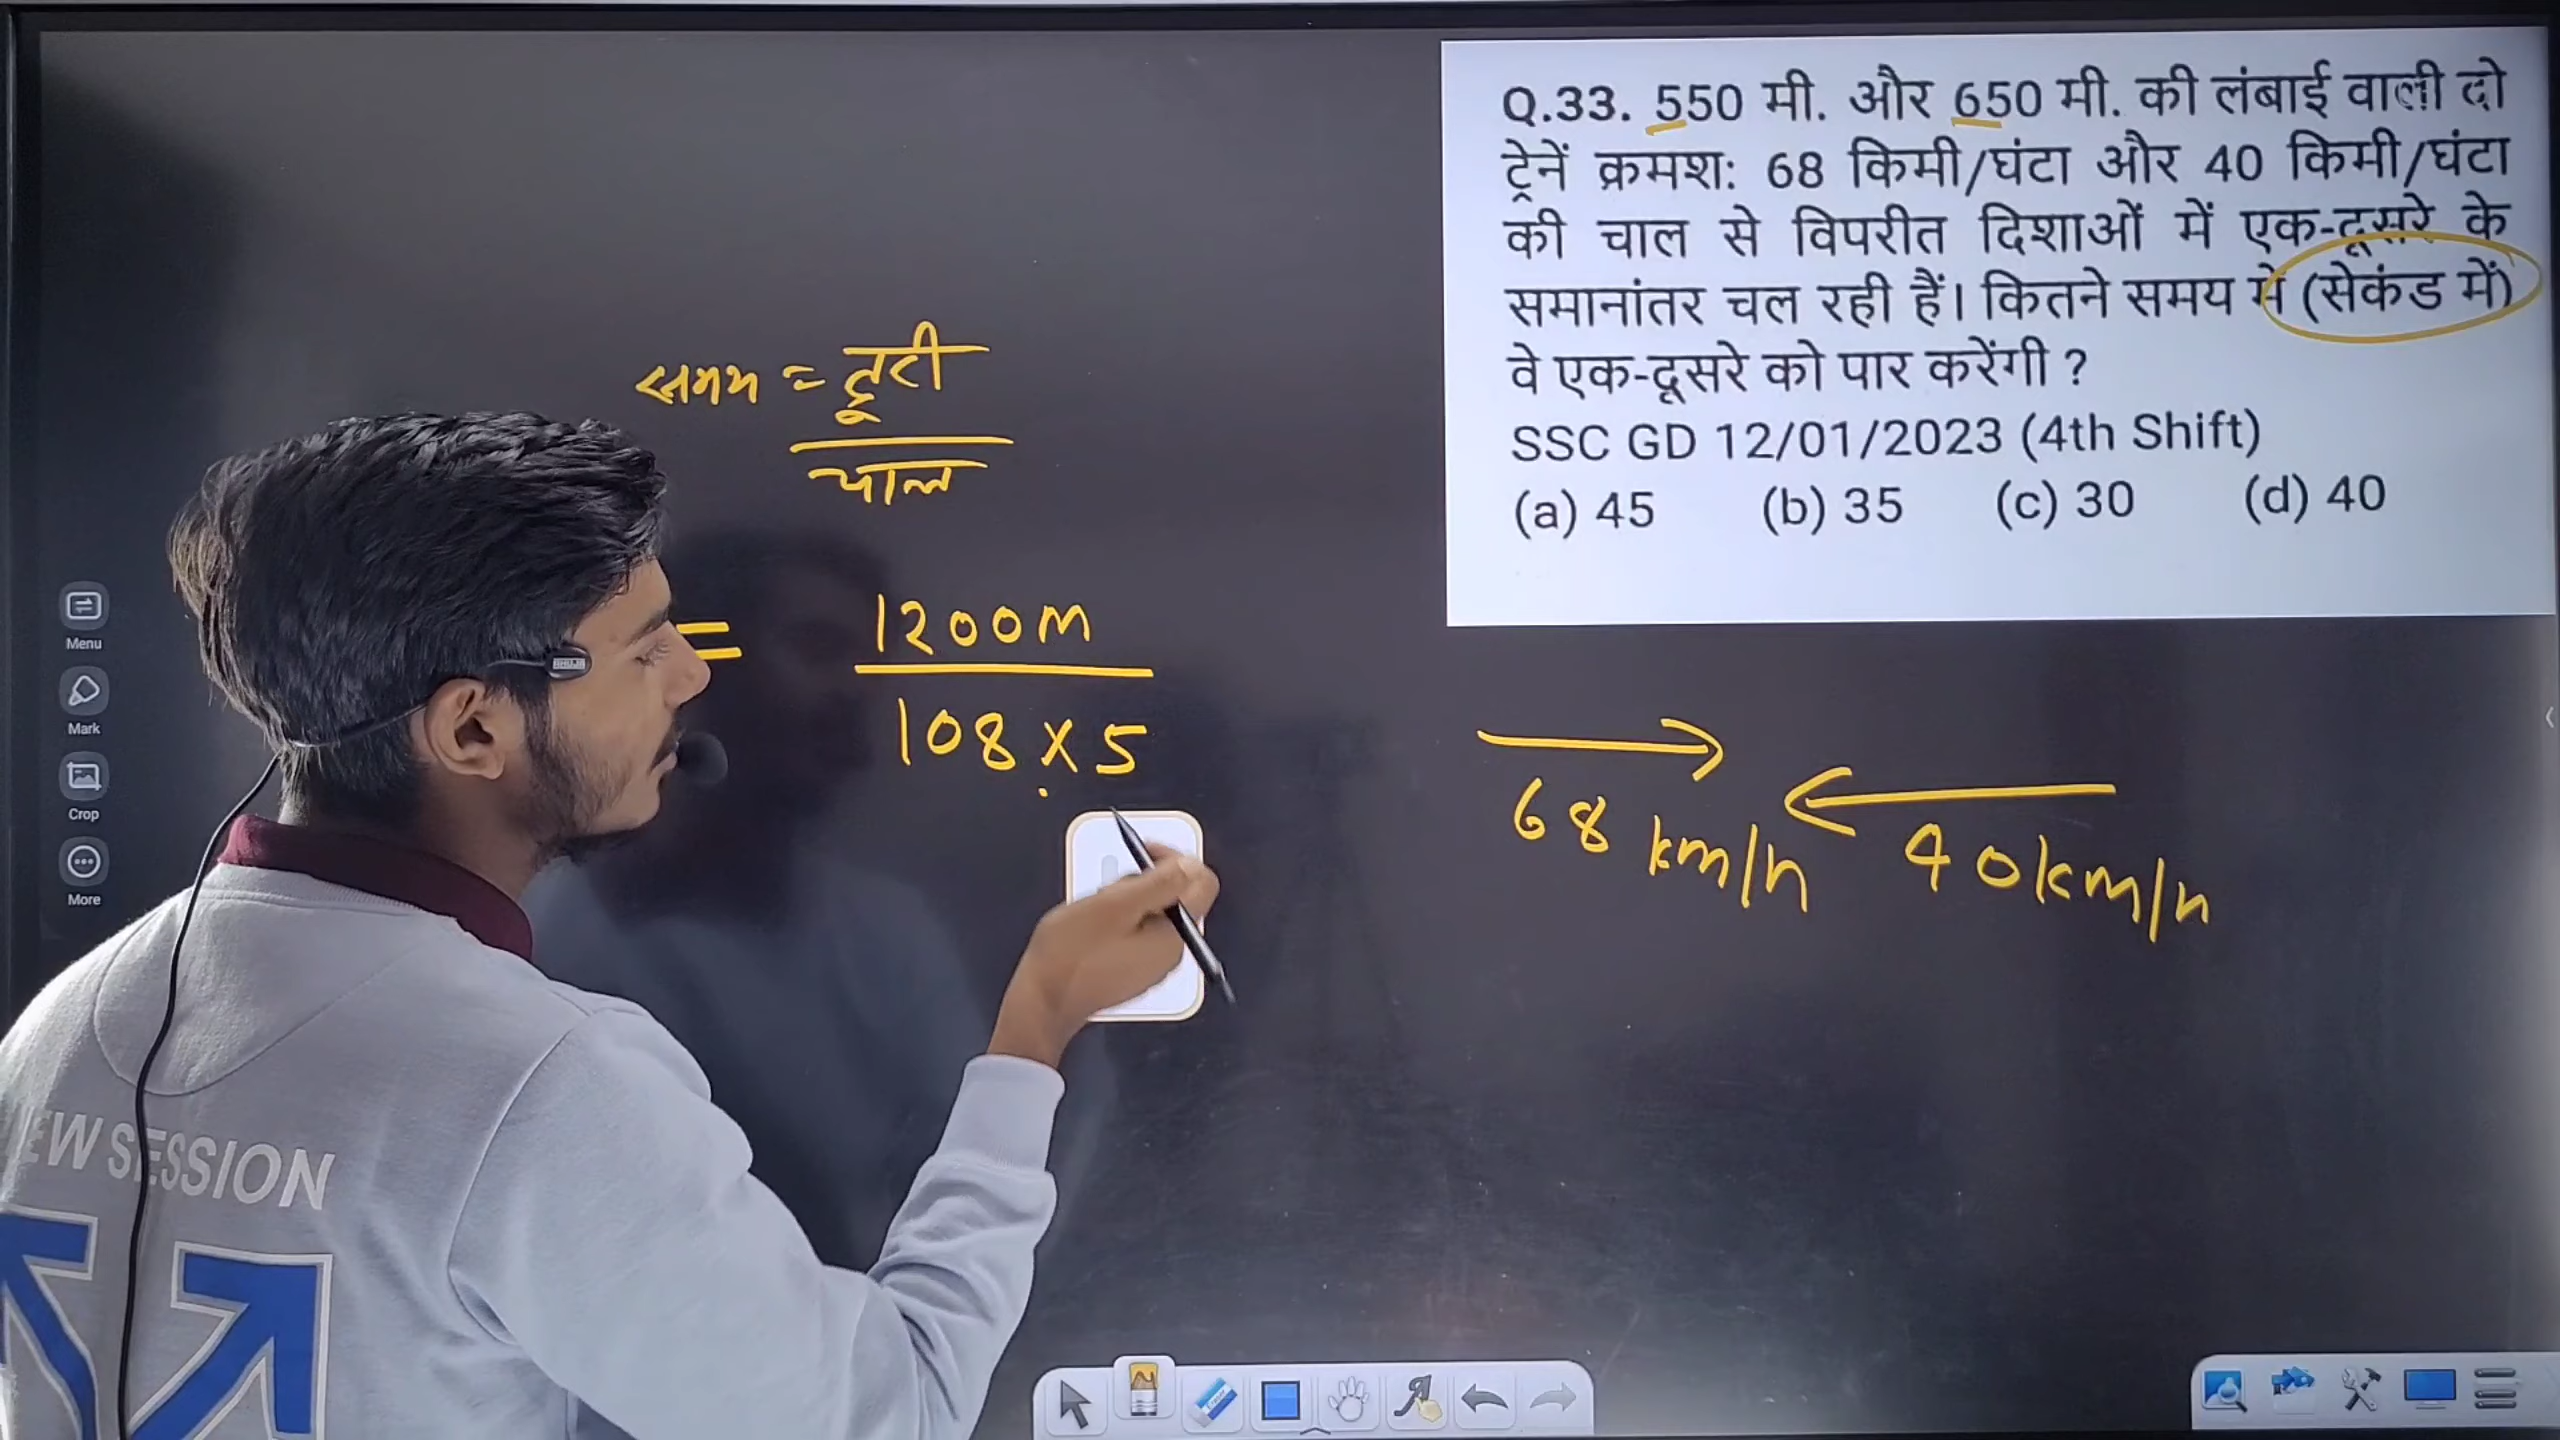 Q.33. 550 मी. और 650 मी. की लंबाई वाली दो
ट्रेनें क्रमश: 68 किमी/घंटा और 40 किमी/घंटा
की चाल से विपरीत दिशाओं में एक-दूसरे के
समानांतर चल रही हैं। कितने समय में (सेकंड में)
वे एक-दूसरे को पार करेंगी ?
SSC GD 12/01/2023 (4th Shift)
(a) 45 (b) 35 (c) 30 (d) 40
समय = दूरी
चाल
= 1200m
108 x 5
68 km/h 40km/h
Menu
Mark
Crop
More
EW SESSION